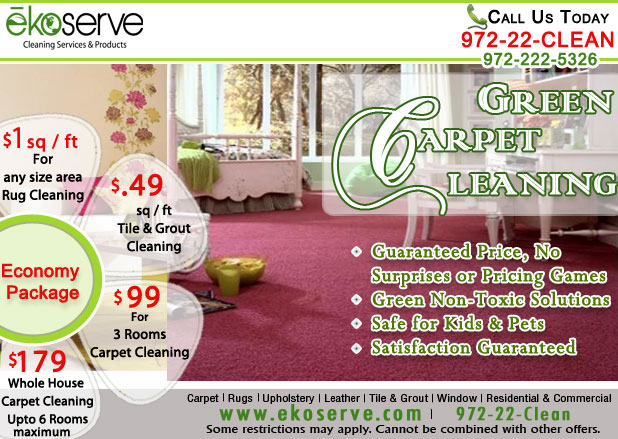 ēkoserve
Cleaning Services & Products
Call Us Today
972-22-CLEAN
972-222-5326
Green
Carpet
Cleaning
$1 sq / ft
For
any size area
Rug Cleaning
$.49
sq / ft
Tile & Grout
Cleaning
Economy
Package
$99
For
3 Rooms
Carpet Cleaning
$179
Whole House
Carpet Cleaning
Upto 6 Rooms
maximum
Guaranteed Price, No
Surprises or Pricing Games
Green Non-Toxic Solutions
Safe for Kids & Pets
Satisfaction Guaranteed
Carpet | Rugs | Upholstery | Leather | Tile & Grout | Window | Residential & Commercial
www.ekoserve.com | 972-22-Clean
Some restrictions may apply. Cannot be combined with other offers.